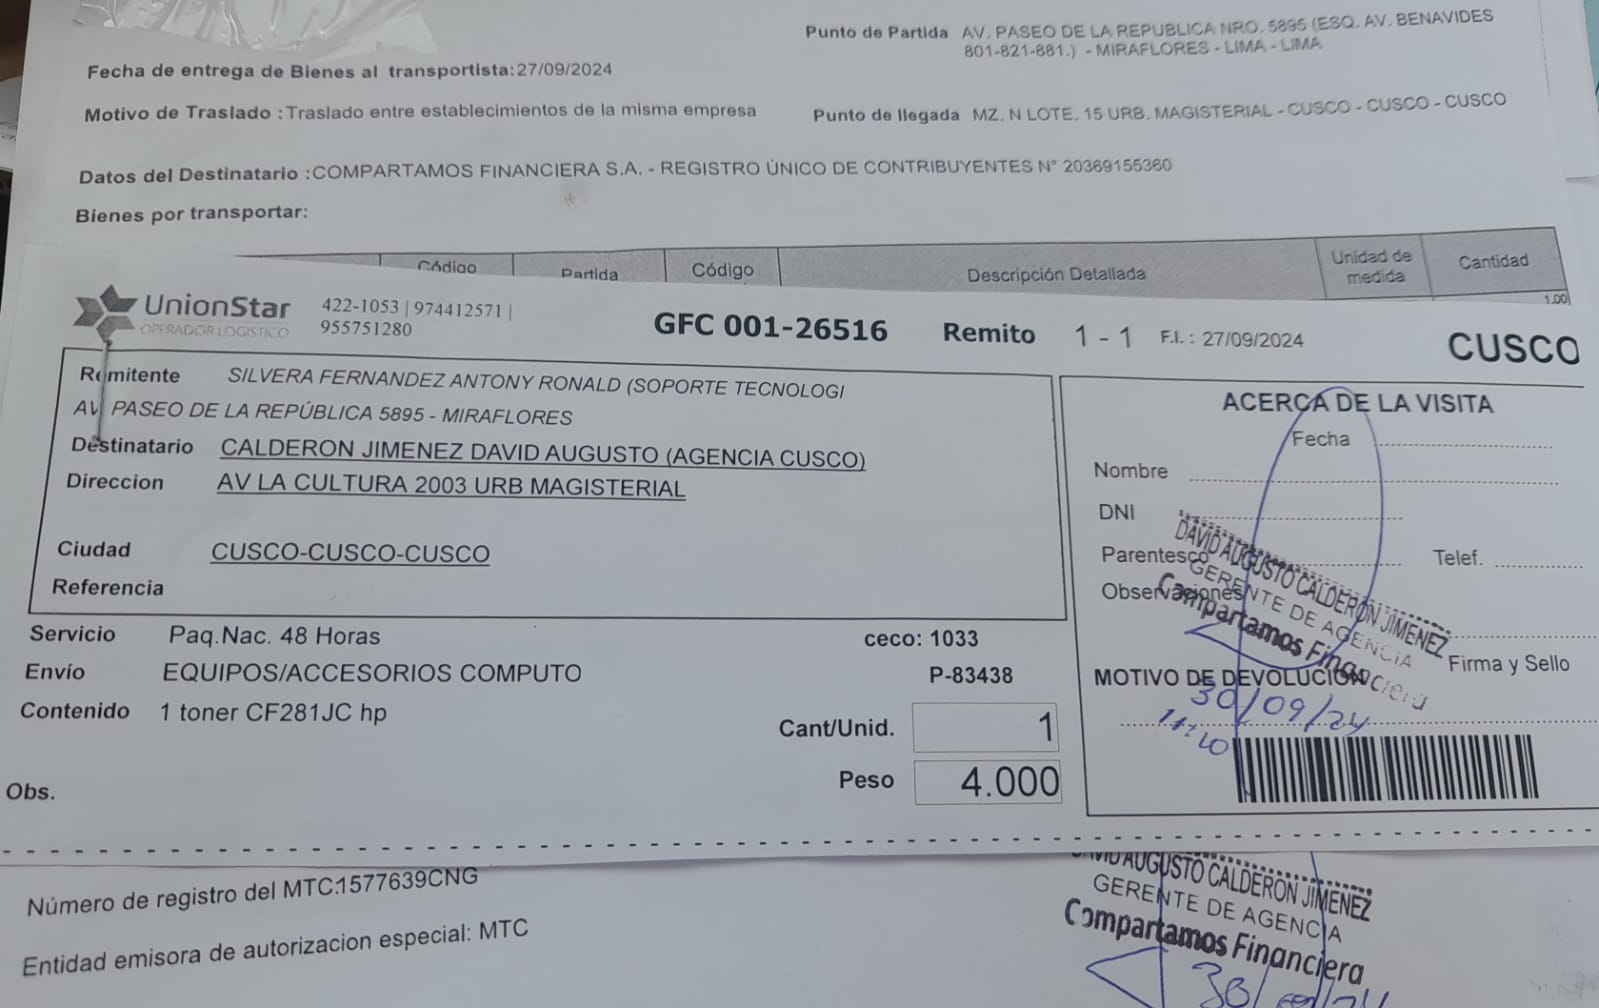 Punto de Partida AV. PASEO DE LA REPUBLICA NRO. 5895 (ESQ. AV. BENAVIDES
801-821-881.) - MIRAFLORES - LIMA - LIMA
Fecha de entrega de Bienes al transportista:27/09/2024
Motivo de Traslado :Traslado entre establecimientos de la misma empresa
Punto de llegada MZ. N LOTE. 15 URB. MAGISTERIAL - CUSCO - CUSCO - CUSCO
Datos del Destinatario :COMPARTAMOS FINANCIERA S.A. - REGISTRO ÚNICO DE CONTRIBUYENTES N° 20369155360
Bienes por transportar:
Código Partida Código Descripción Detallada Unidad de medida Cantidad
1.00
UnionStar
OPERADOR LOGISTICO
422-1053 | 974412571 |
955751280
GFC 001-26516 Remito 1 - 1 F.I. : 27/09/2024 CUSCO
Remitente SILVERA FERNANDEZ ANTONY RONALD (SOPORTE TECNOLOGI
AV. PASEO DE LA REPÚBLICA 5895 - MIRAFLORES
Destinatario CALDERON JIMENEZ DAVID AUGUSTO (AGENCIA CUSCO)
Direccion AV LA CULTURA 2003 URB MAGISTERIAL
Ciudad CUSCO-CUSCO-CUSCO
Referencia
ACERCA DE LA VISITA
Fecha
Nombre
DNI
Parentesco Telef.
Observaciones
DAVID AUGUSTO CALDERON JIMENEZ
GERENTE DE AGENCIA
Compartamos Financiera
Firma y Sello
MOTIVO DE DEVOLUCION
30/09/24
11:20
Servicio Paq.Nac. 48 Horas ceco: 1033
Envío EQUIPOS/ACCESORIOS COMPUTO P-83438
Contenido 1 toner CF281JC hp
Cant/Unid. 1
Peso 4.000
Obs.
Número de registro del MTC:1577639CNG
Entidad emisora de autorizacion especial: MTC
DAVID AUGUSTO CALDERON JIMENEZ
GERENTE DE AGENCIA
Compartamos Financiera